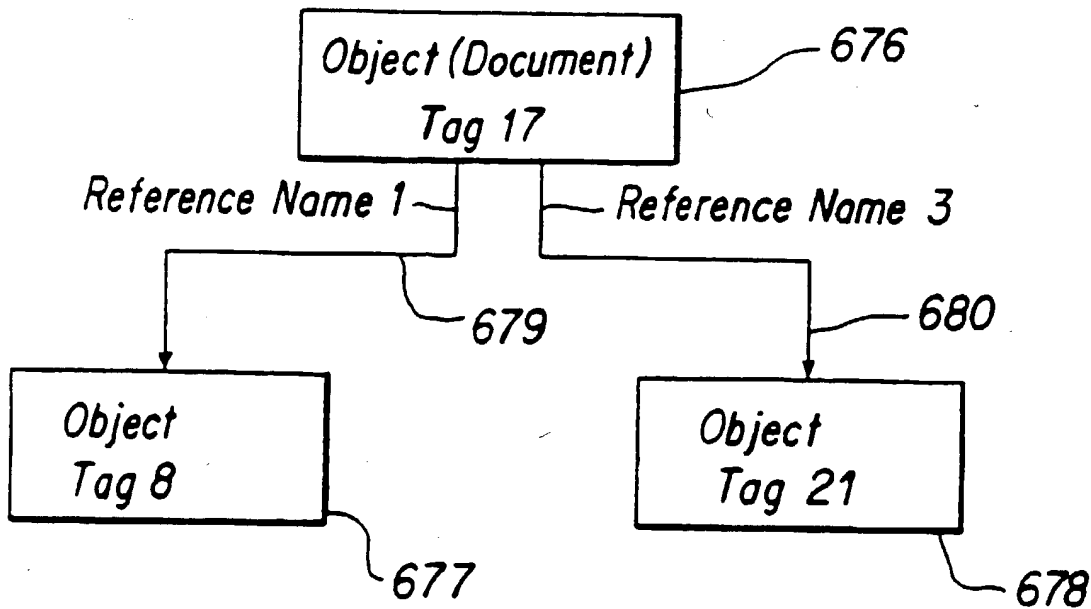 Object (Document)
Tag 17
676
Reference Name 1
Reference Name 3
679
680
Object
Tag 8
677
Object
Tag 21
678